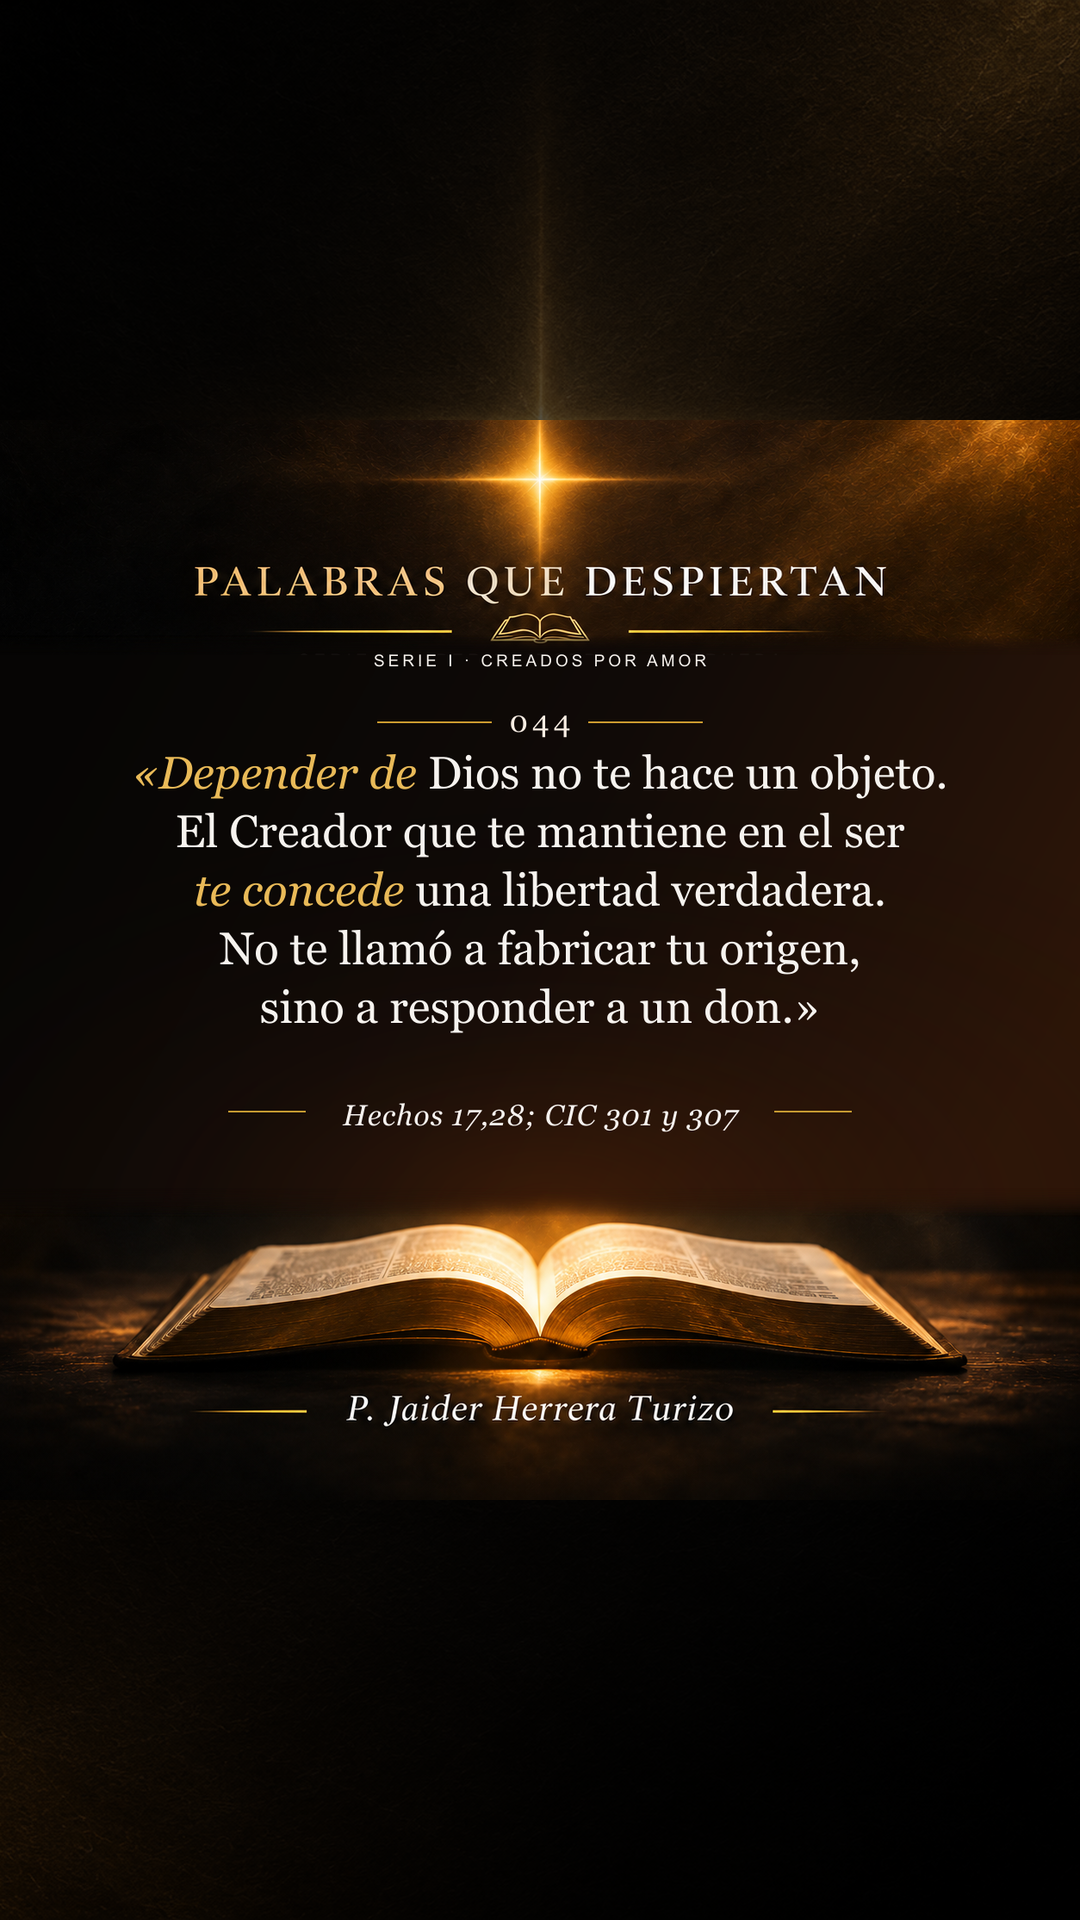 PALABRAS QUE DESPIERTAN
SERIE I · CREADOS POR AMOR
044
«Depender de Dios no te hace un objeto.
El Creador que te mantiene en el ser
te concede una libertad verdadera.
No te llamó a fabricar tu origen,
sino a responder a un don.»
Hechos 17,28; CIC 301 y 307
P. Jaider Herrera Turizo